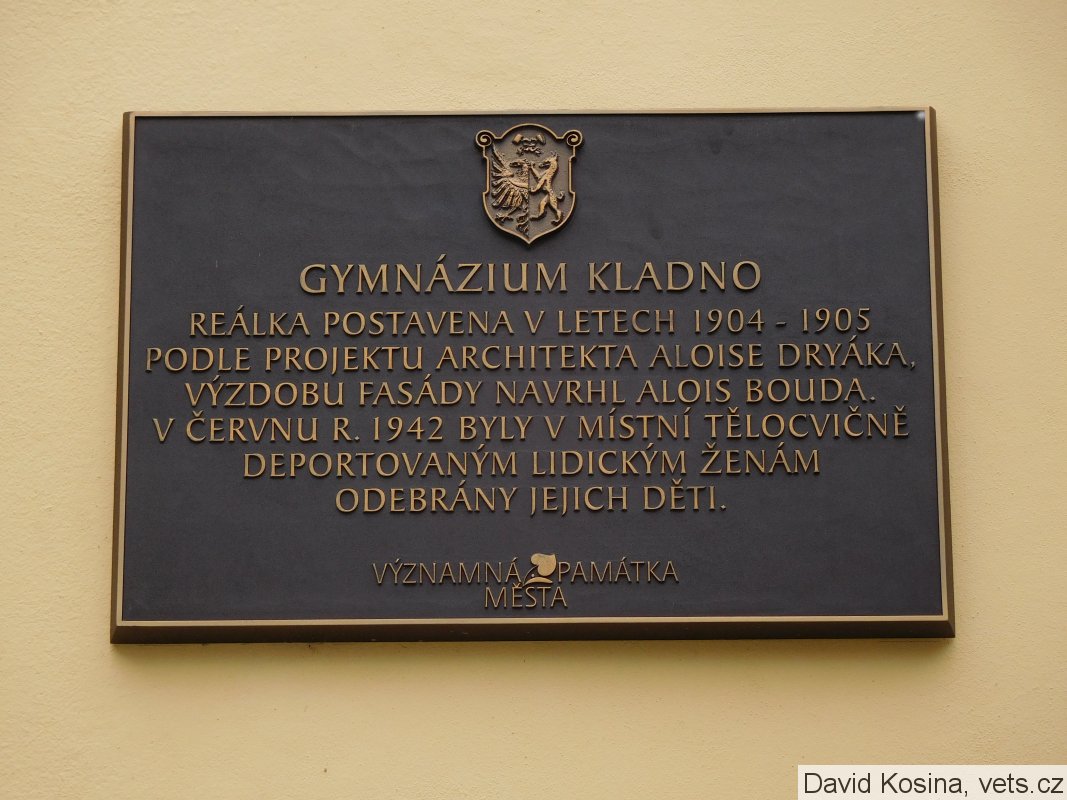 GYMNÁZIUM KLADNO
REÁLKA POSTAVENA V LETECH 1904 - 1905
PODLE PROJEKTU ARCHITEKTA ALOISE DRYÁKA,
VÝZDOBU FASÁDY NAVRHL ALOIS BOUDA.
V ČERVNU R. 1942 BYLY V MÍSTNÍ TĚLOCVIČNĚ
DEPORTOVANÝM LIDICKÝM ŽENÁM
ODEBRÁNY JEJICH DĚTI.
VÝZNAMNÁ PAMÁTKA
MĚSTA
David Kosina, vets.cz